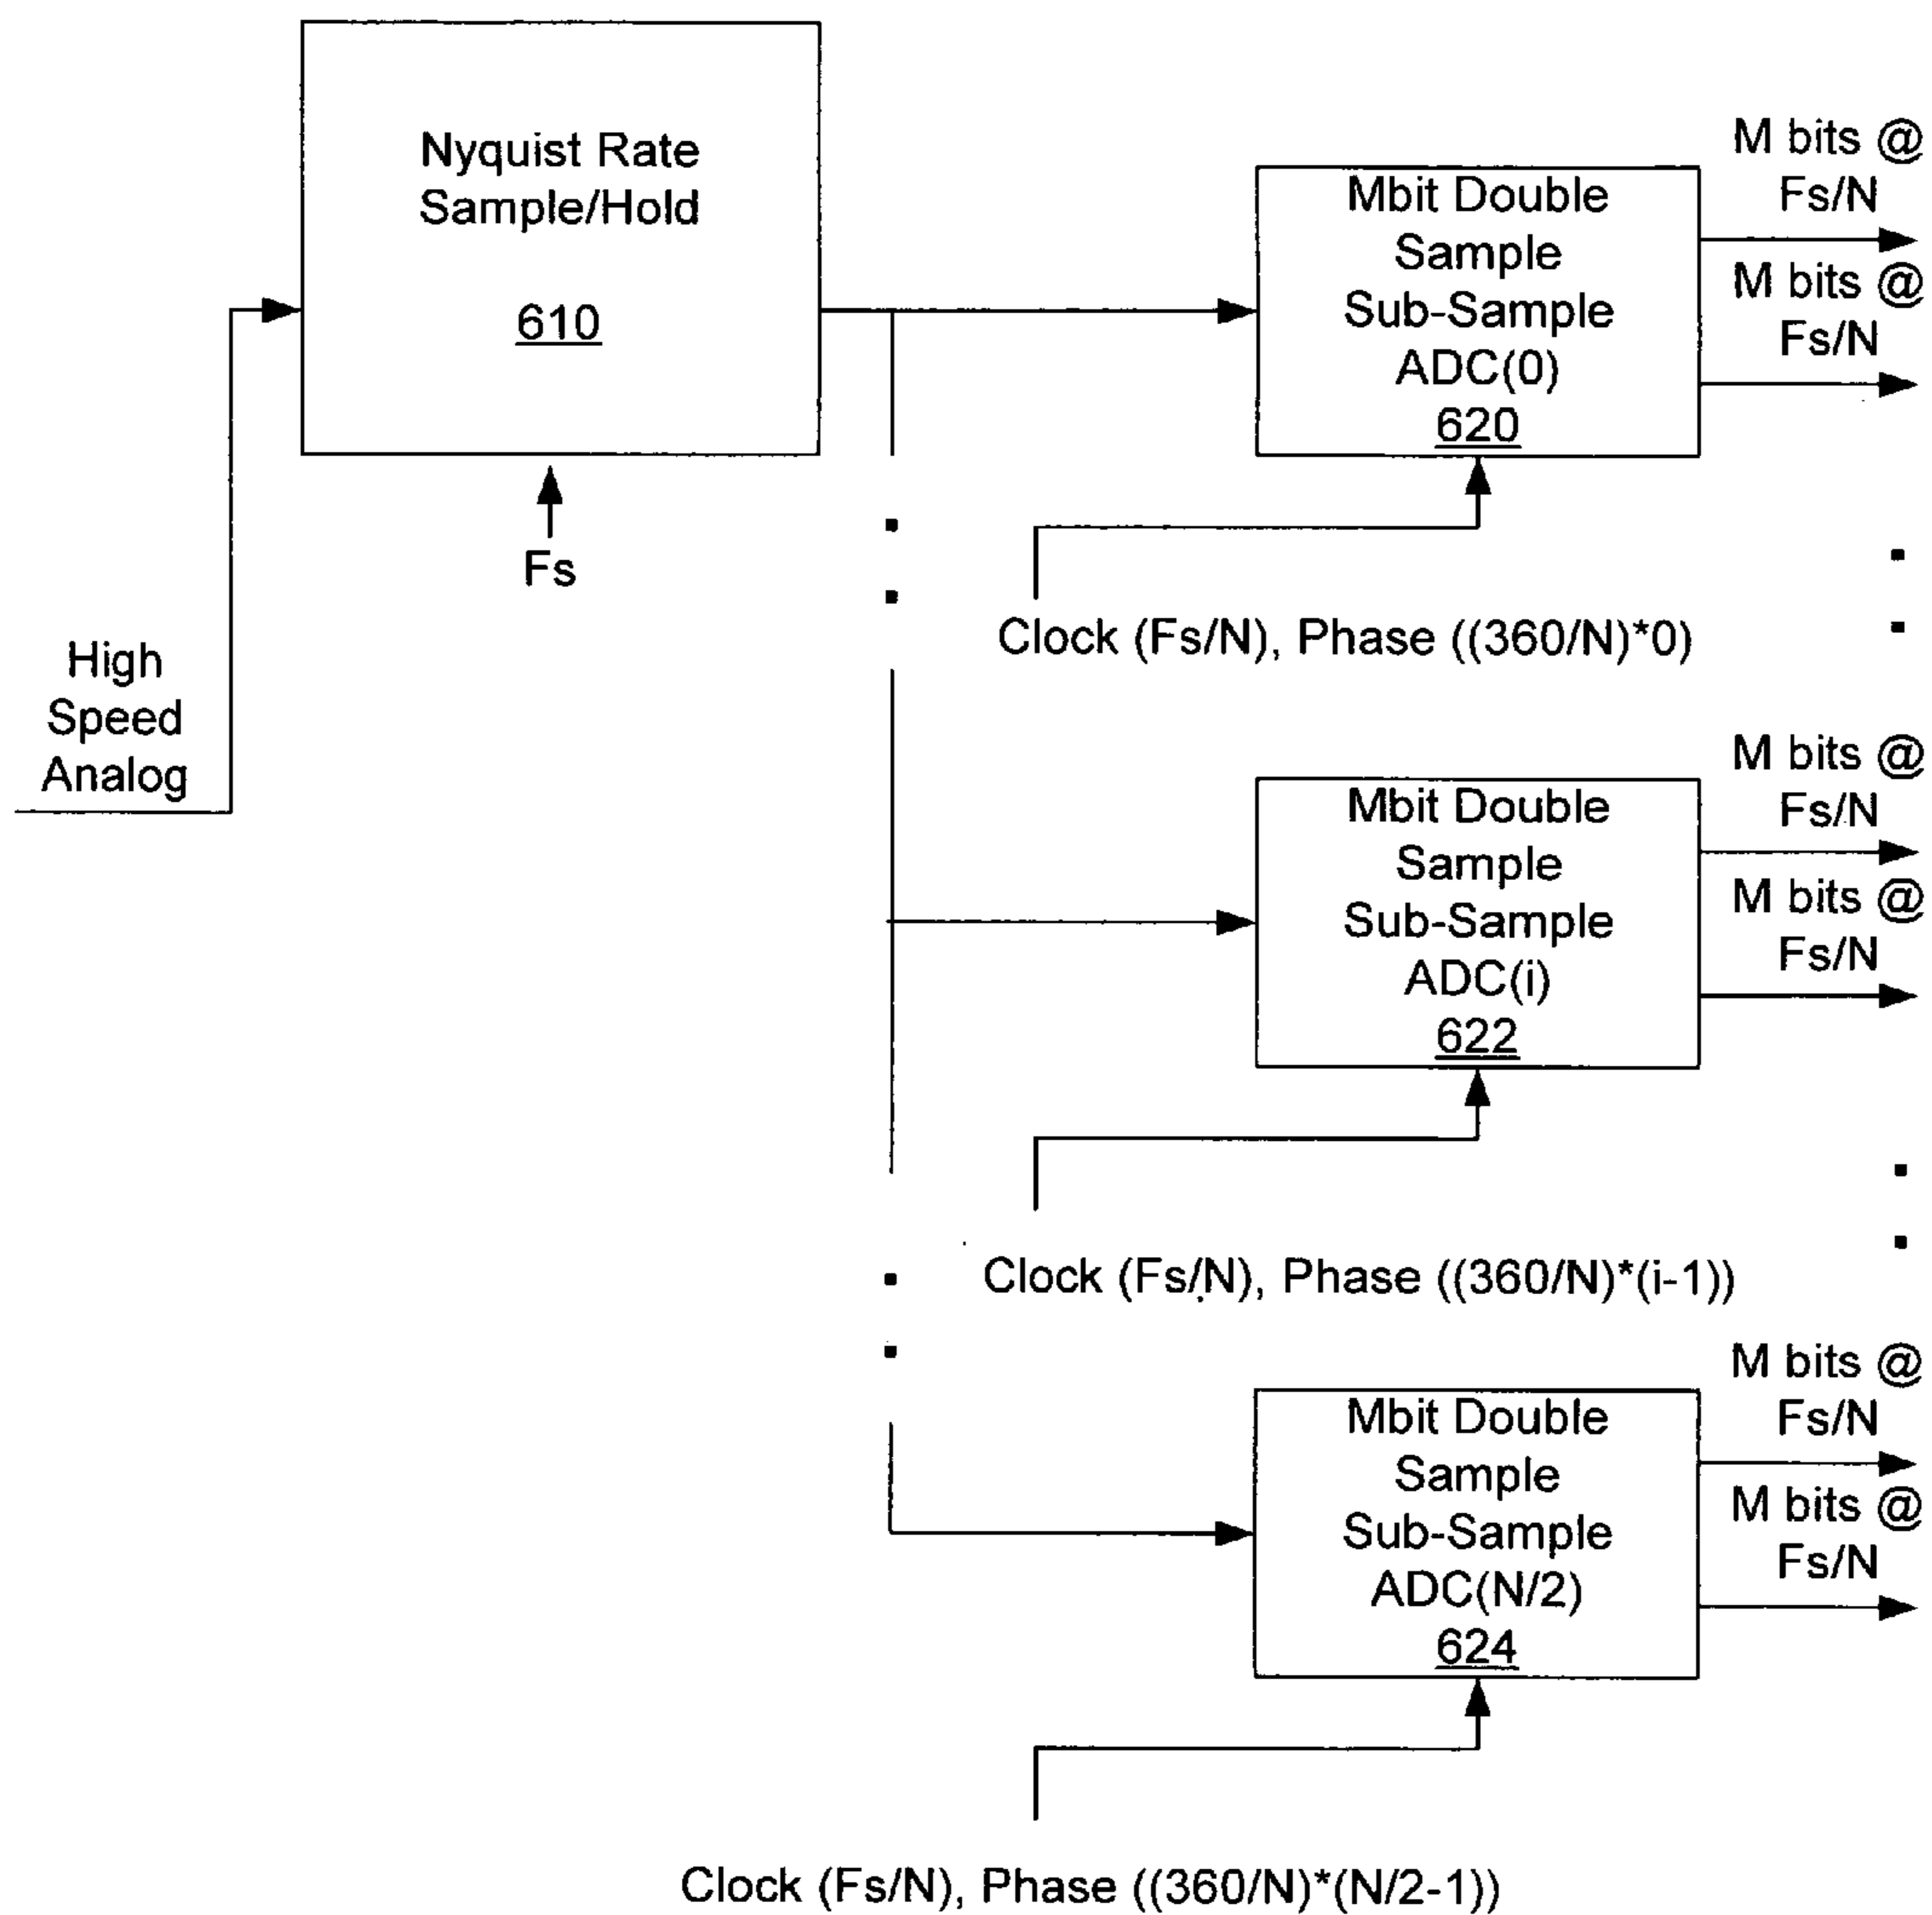 Nyquist Rate
Sample/Hold
610
Fs
High
Speed
Analog
Mbit Double
Sample
Sub-Sample
ADC(0)
620
M bits @
Fs/N
M bits @
Fs/N
Clock (Fs/N), Phase ((360/N)*0)
Mbit Double
Sample
Sub-Sample
ADC(i)
622
M bits @
Fs/N
M bits @
Fs/N
Clock (Fs/N), Phase ((360/N)*(i-1))
Mbit Double
Sample
Sub-Sample
ADC(N/2)
624
M bits @
Fs/N
M bits @
Fs/N
Clock (Fs/N), Phase ((360/N)*(N/2-1))